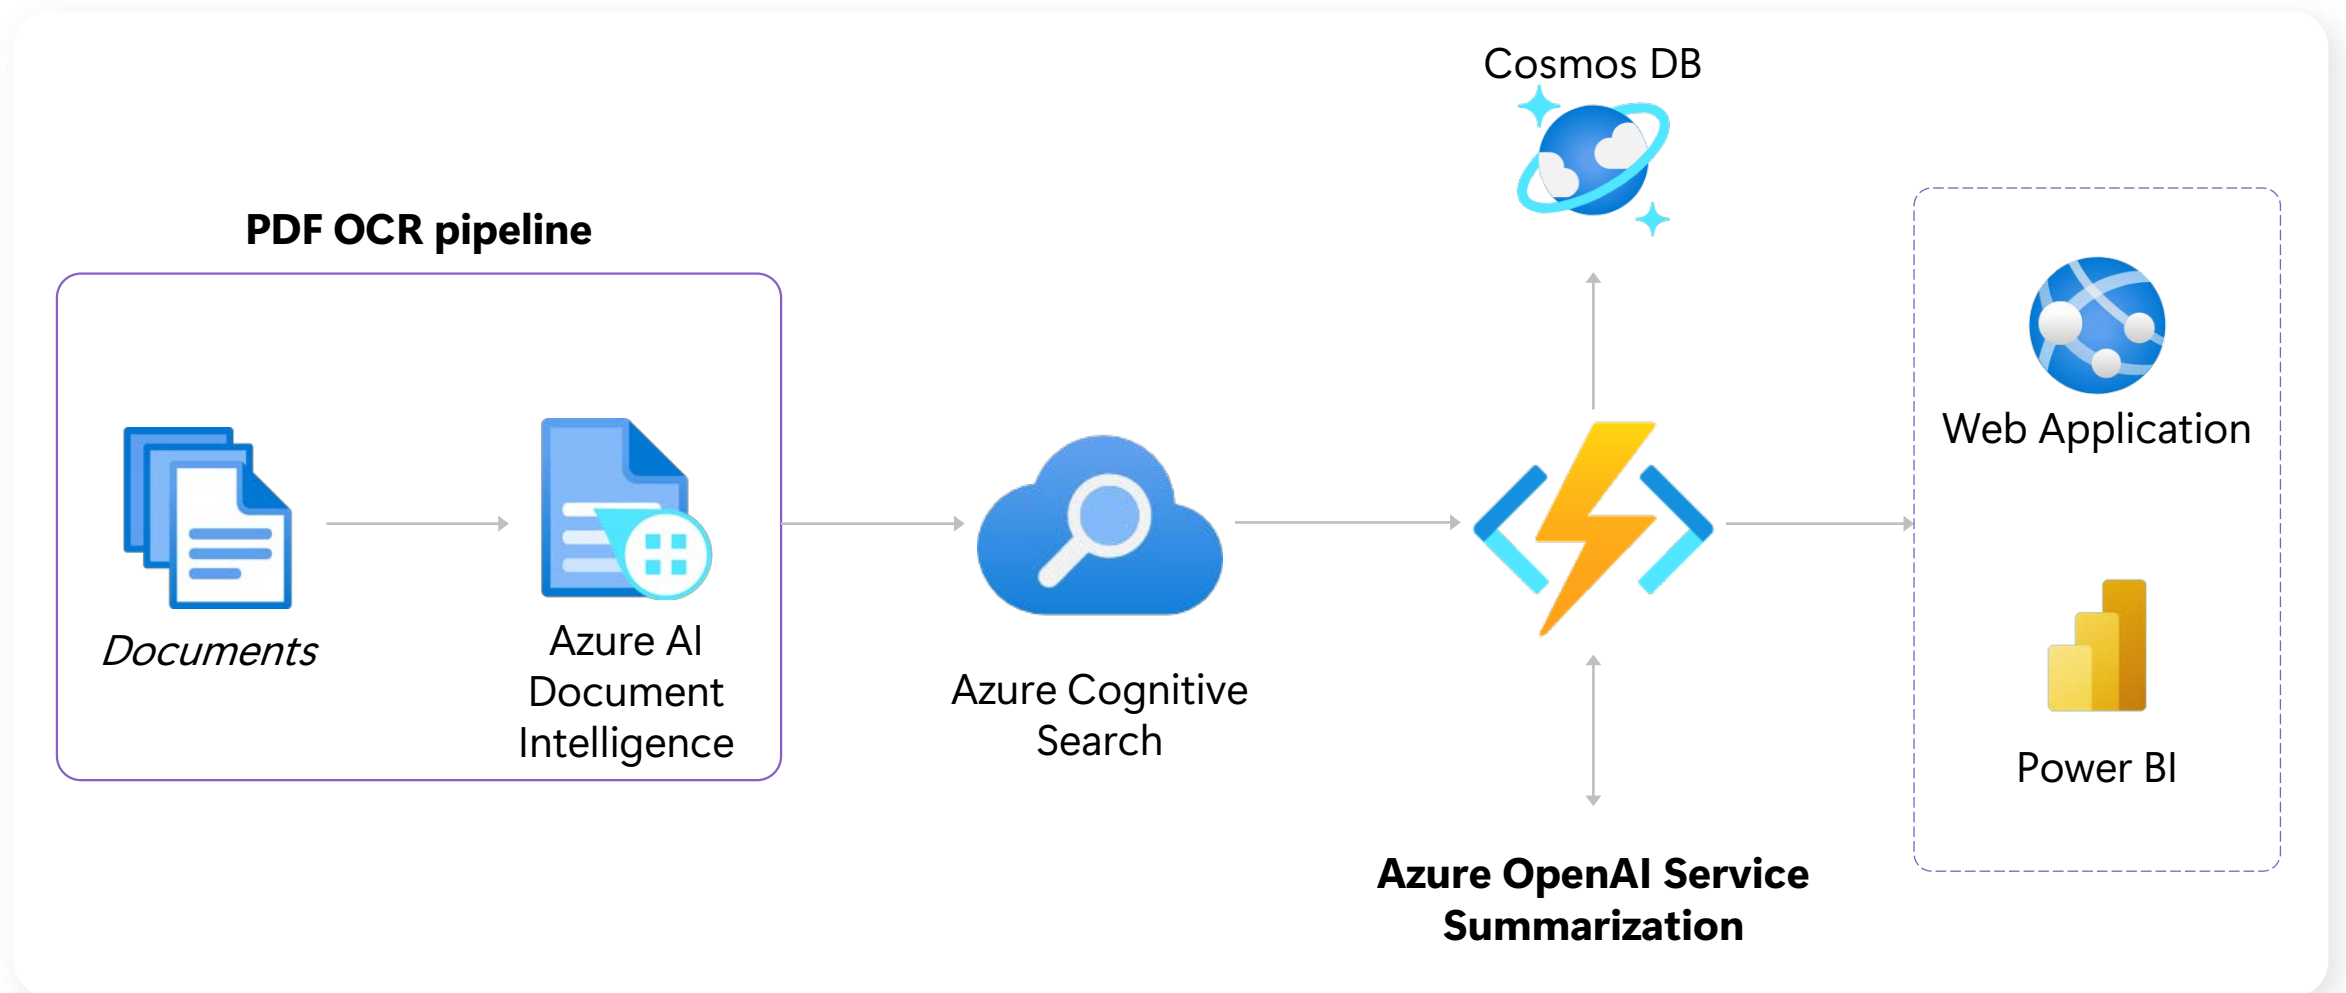 Cosmos DB
PDF OCR pipeline
Documents
Azure AI
Document
Intelligence
Azure Cognitive
Search
Azure OpenAI Service
Summarization
Web Application
Power BI